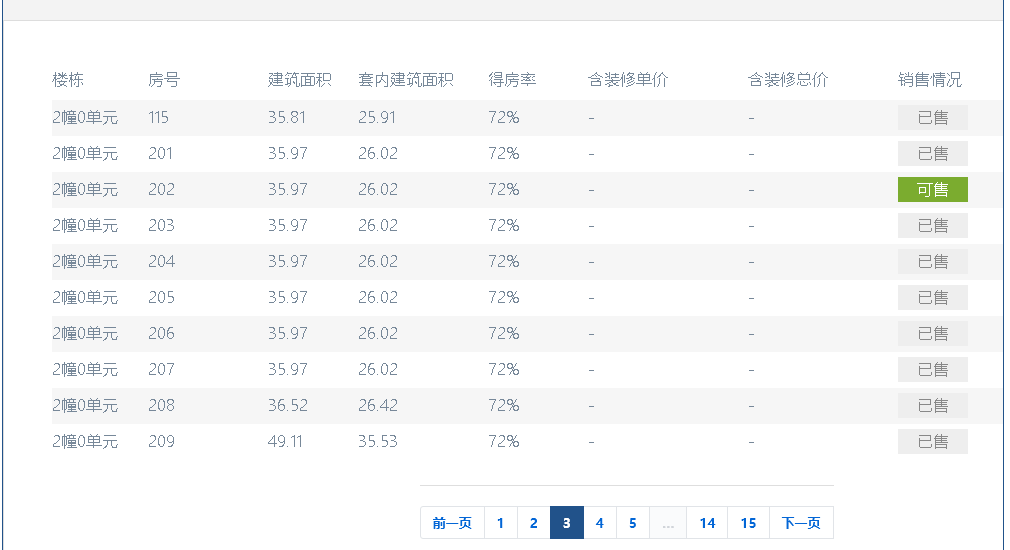 楼栋 房号 建筑面积 套内建筑面积 得房率 含装修单价 含装修总价 销售情况
2幢0单元 115 35.81 25.91 72% - - 已售
2幢0单元 201 35.97 26.02 72% - - 已售
2幢0单元 202 35.97 26.02 72% - - 可售
2幢0单元 203 35.97 26.02 72% - - 已售
2幢0单元 204 35.97 26.02 72% - - 已售
2幢0单元 205 35.97 26.02 72% - - 已售
2幢0单元 206 35.97 26.02 72% - - 已售
2幢0单元 207 35.97 26.02 72% - - 已售
2幢0单元 208 36.52 26.42 72% - - 已售
2幢0单元 209 49.11 35.53 72% - - 已售
前一页 1 2 3 4 5 ... 14 15 下一页